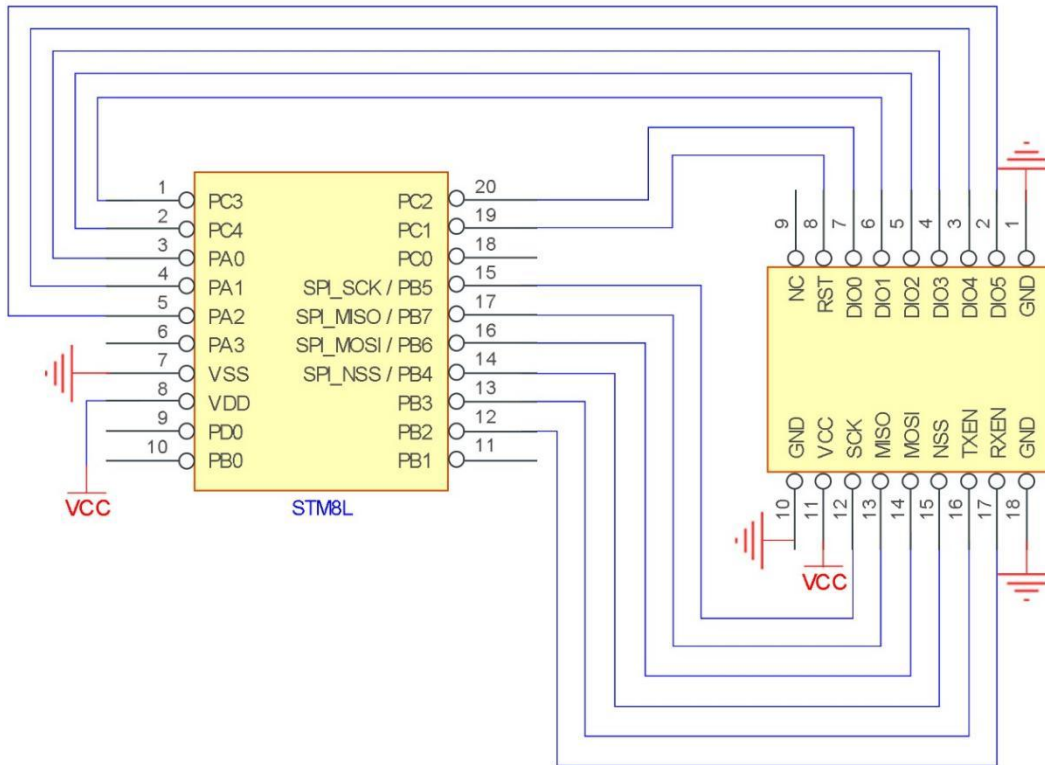 1 PC3 PC2 20
2 PC4 PC1 19
3 PA0 PC0 18
4 PA1 SPI_SCK / PB5 15
5 PA2 SPI_MISO / PB7 17
6 PA3 SPI_MOSI / PB6 16
7 VSS SPI_NSS / PB4 14
8 VDD PB3 13
9 PD0 PB2 12
10 PB0 PB1 11
VCC
STM8L
9 8 7 6 5 4 3 2 1
NC RST DIO0 DIO1 DIO2 DIO3 DIO4 DIO5 GND
GND VCC SCK MISO MOSI NSS TXEN RXEN GND
10 11 12 13 14 15 16 17 18
VCC